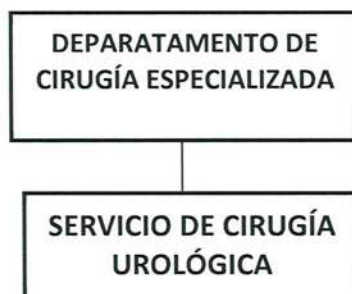 DEPARATAMENTO DE
CIRUGÍA ESPECIALIZADA
SERVICIO DE CIRUGÍA
UROLÓGICA